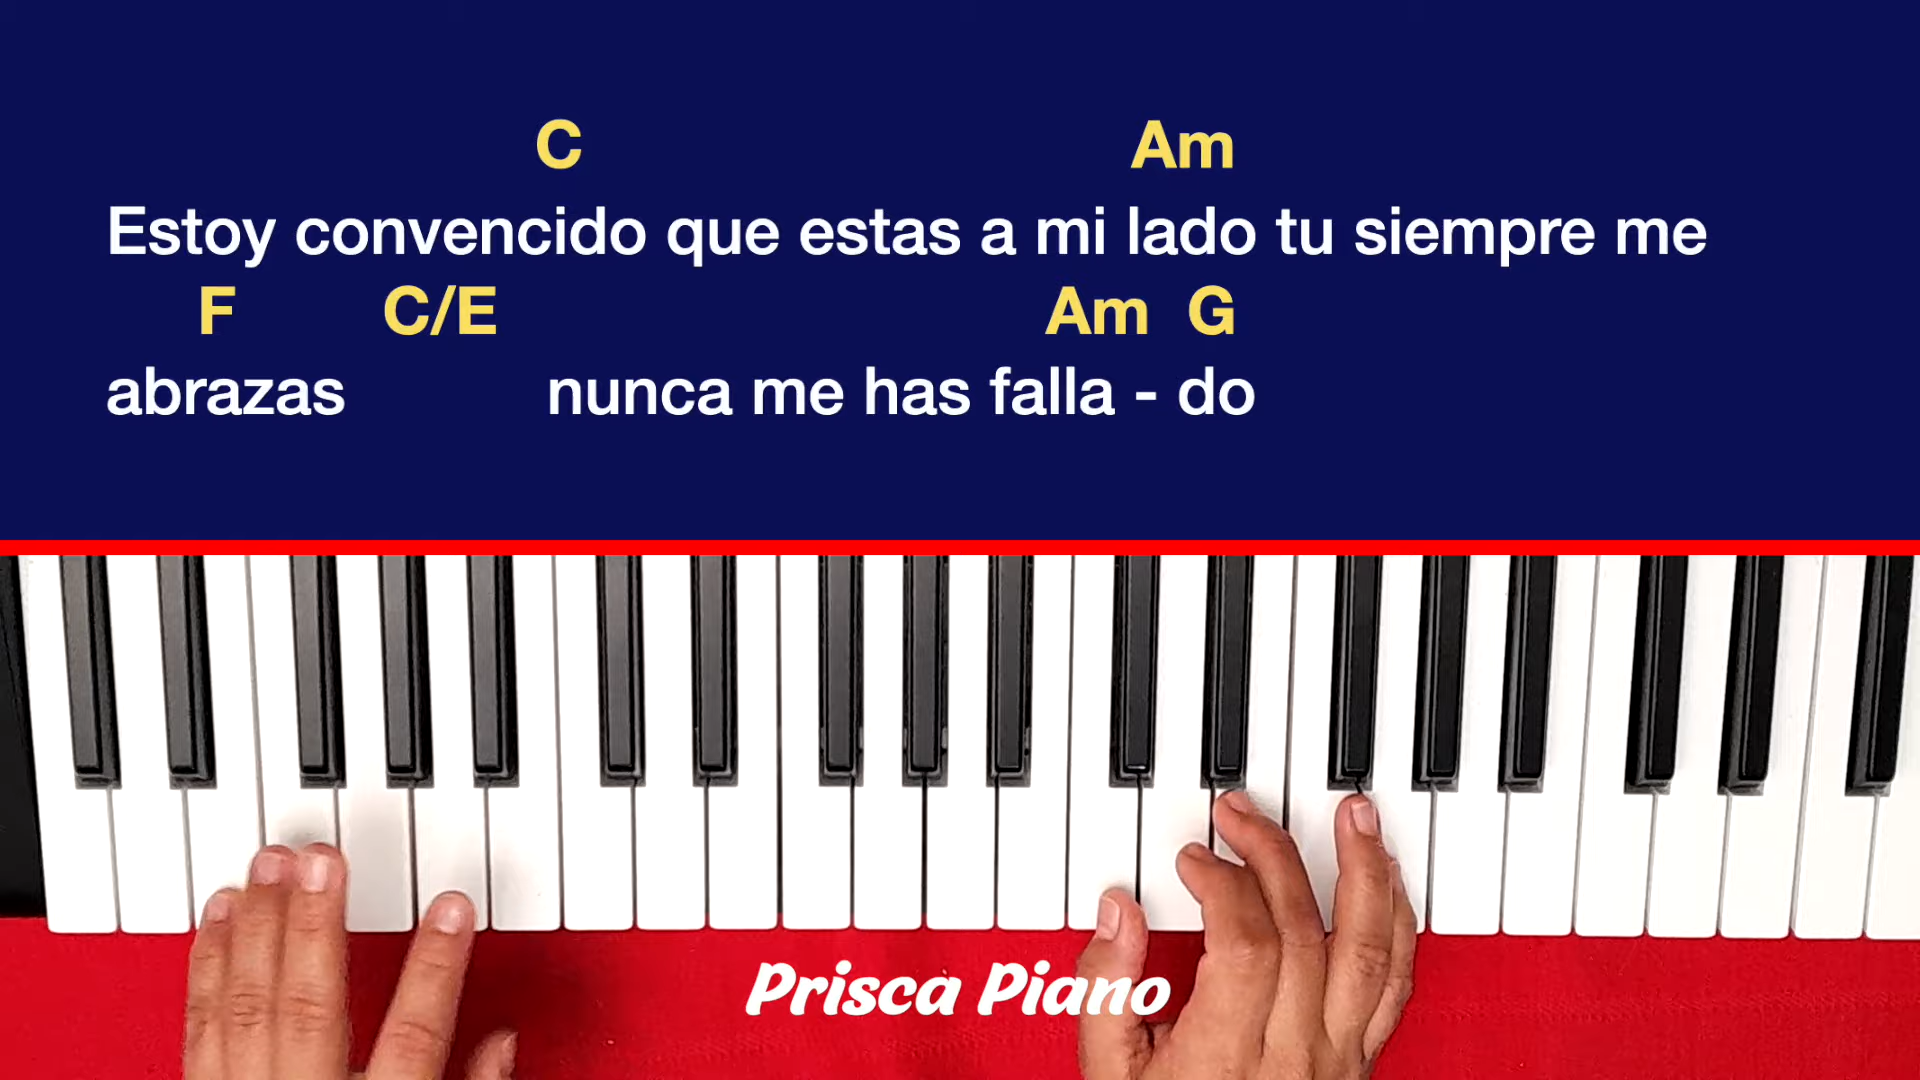 C Am
Estoy convencido que estas a mi lado tu siempre me
F C/E Am G
abrazas nunca me has falla - do
Prisca Piano